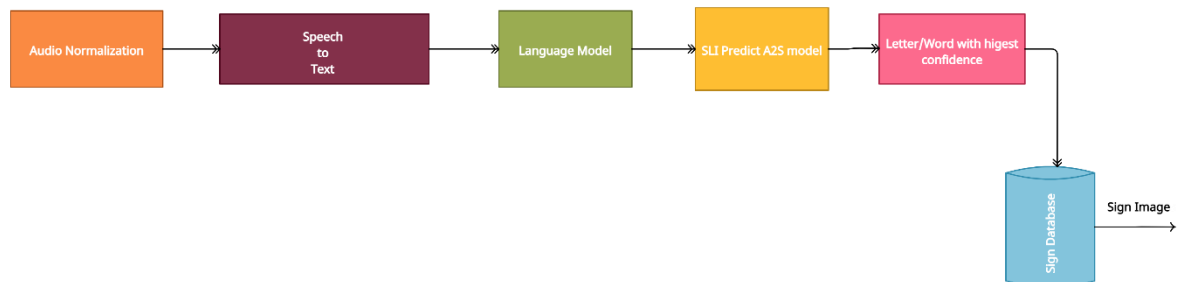 Audio Normalization
Speech
to
Text
Language Model
SLI Predict A2S model
Letter/Word with higest
confidence
Sign Database
Sign Image